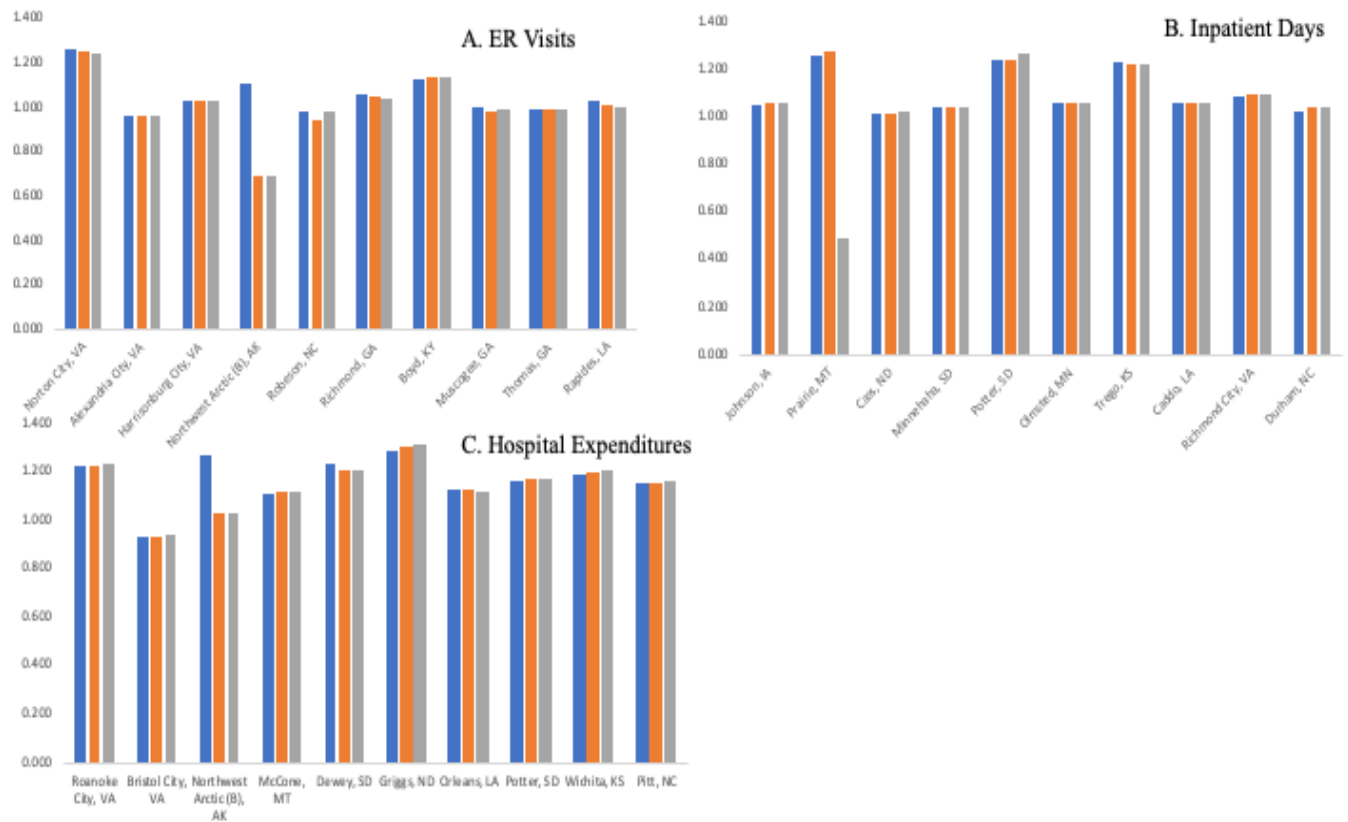 A. ER Visits
1.400
1.200
1.000
0.800
0.600
0.400
0.200
0.000
Norton City, VA
Alexandria City, VA
Harrisonburg City, VA
Northwest Arctic (B), AK
Robeson, NC
Richmond, GA
Boyd, KY
Muscogee, GA
Thomas, GA
Rapides, LA
B. Inpatient Days
1.400
1.200
1.000
0.800
0.600
0.400
0.200
0.000
Johnson, IA
Prairie, MT
Cass, ND
Minnehaha, SD
Potter, SD
Olmsted, MN
Trego, KS
Caddo, LA
Richmond City, VA
Durham, NC
C. Hospital Expenditures
1.400
1.200
1.000
0.800
0.600
0.400
0.200
0.000
Roanoke
City, VA
Bristol City,
VA
Northwest
Arctic (B),
AK
McCone,
MT
Dewey, SD
Griggs, ND
Orleans, LA
Potter, SD
Wichita, KS
Pitt, NC